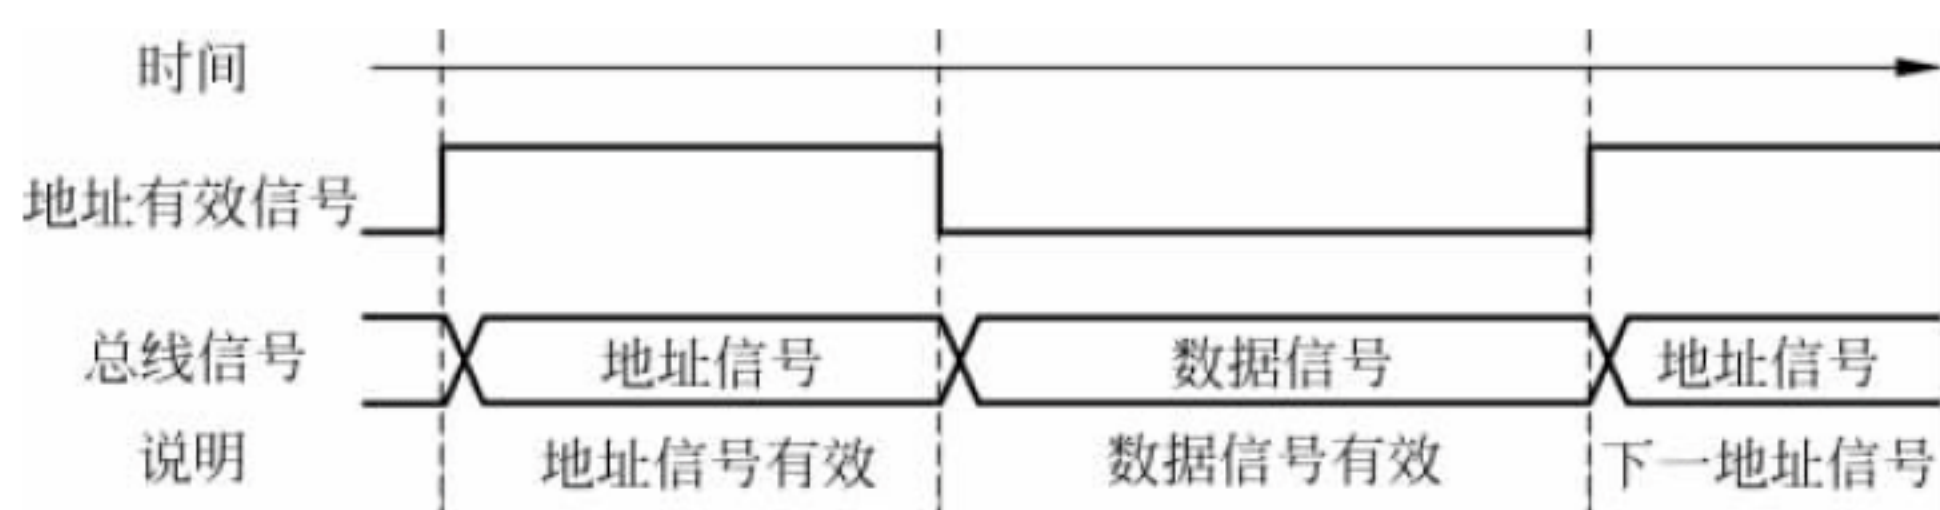 时间
地址有效信号
总线信号 地址信号 数据信号 地址信号
说明 地址信号有效 数据信号有效 下一地址信号